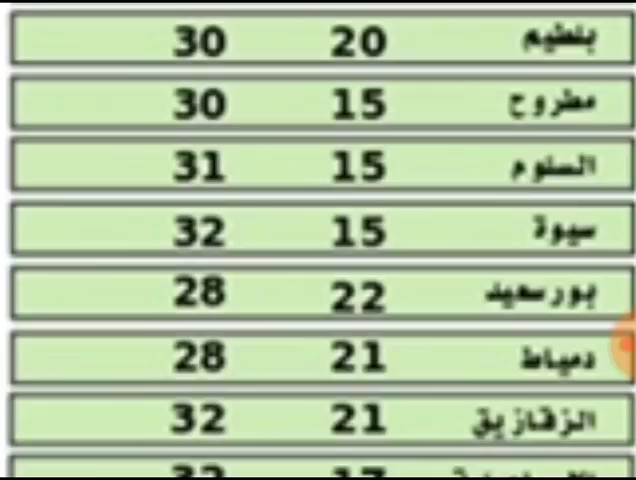 بلطيم 20 30
مطروح 15 30
السلوم 15 31
سيوة 15 32
بورسعيد 22 28
دمياط 21 28
الزقازيق 21 32